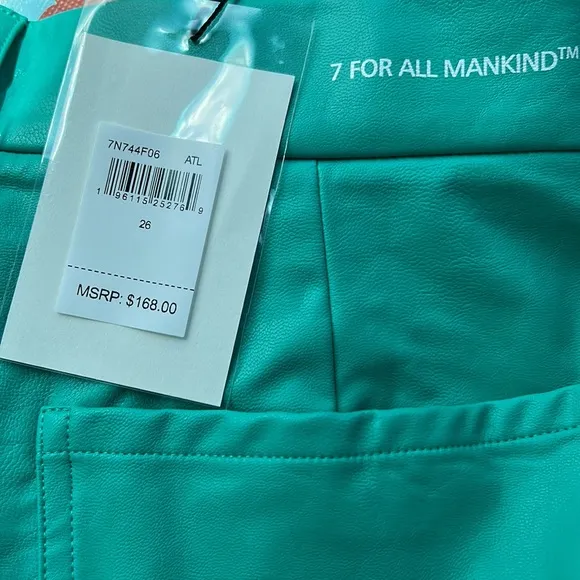 7 FOR ALL MANKIND™
7N744F06 ATL
1 96115 25276 9
26
MSRP: $168.00